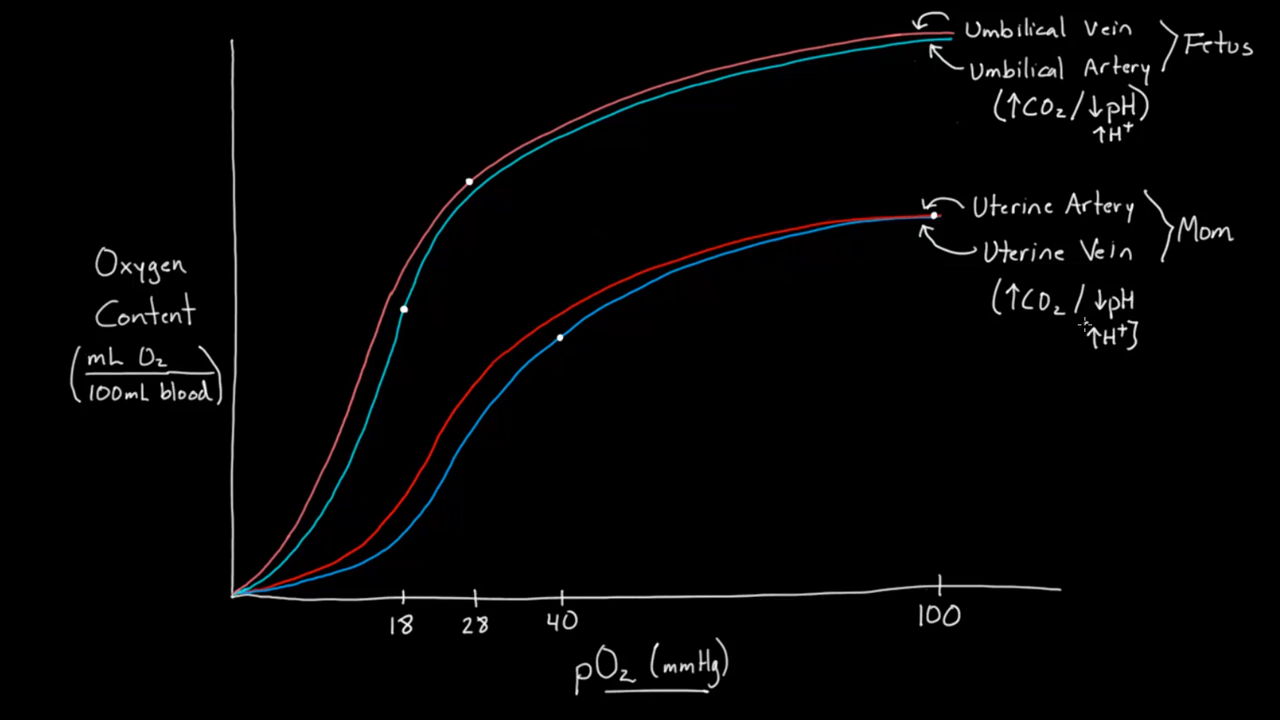 Umbilical Vein
Umbilical Artery
(↑CO₂/↓pH)
↑H⁺
Fetus
Uterine Artery
Uterine Vein
(↑CO₂/↓pH
↑H⁺]
Mom
Oxygen
Content
(mL O₂
100mL blood)
18 28 40 100
pO₂ (mmHg)